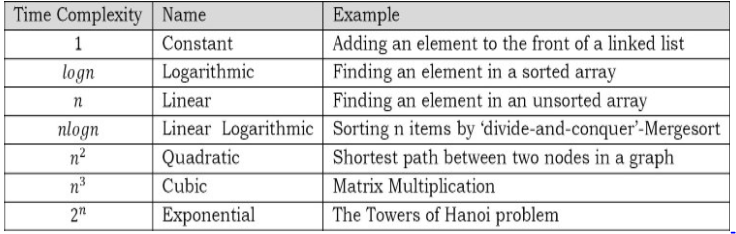 Time Complexity Name Example
1 Constant Adding an element to the front of a linked list
logn Logarithmic Finding an element in a sorted array
n Linear Finding an element in an unsorted array
nlogn Linear Logarithmic Sorting n items by ‘divide-and-conquer’-Mergesort
n² Quadratic Shortest path between two nodes in a graph
n³ Cubic Matrix Multiplication
2ⁿ Exponential The Towers of Hanoi problem